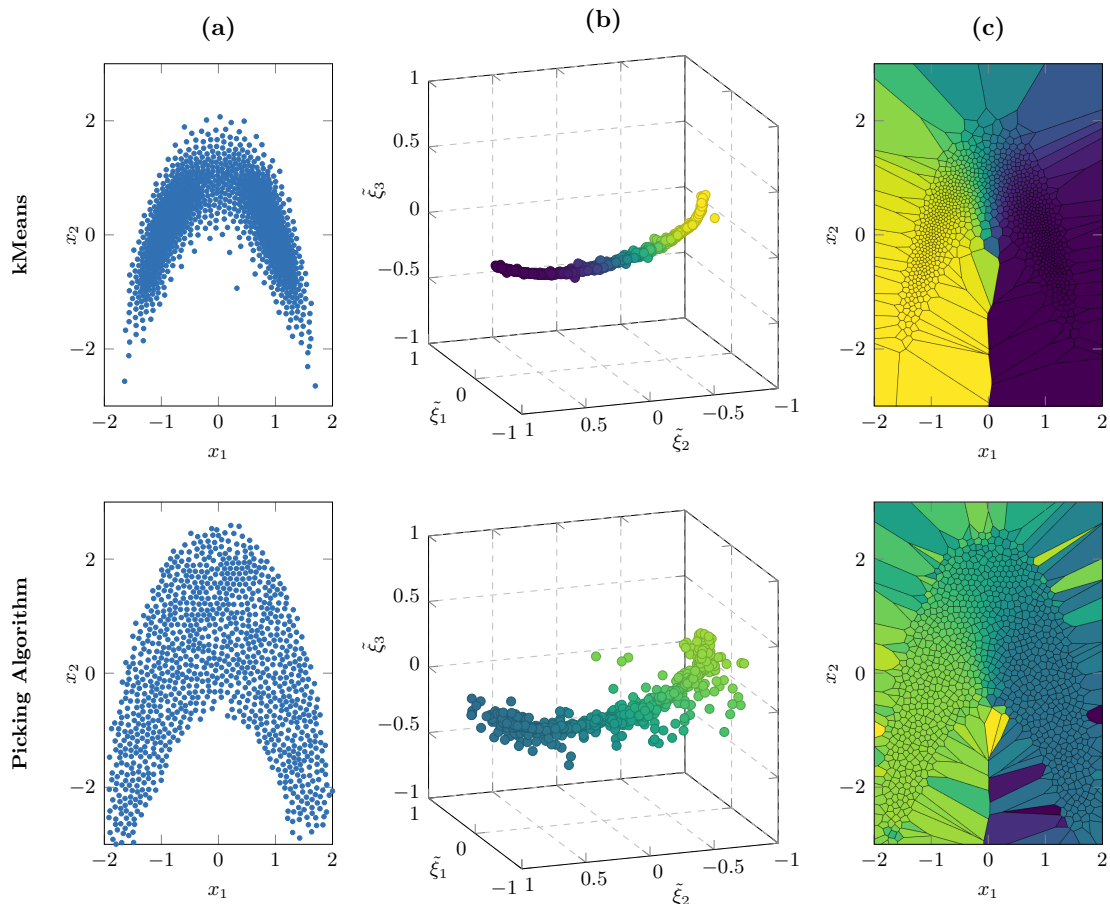 (a)
(b)
(c)
kMeans
x₂
2
0
−2
−2 −1 0 1 2
x₁
ξ̃₃
1
0.5
0
−0.5
−1
1
0
−1
ξ̃₁
1 0.5 0 −0.5 −1
ξ̃₂
x₂
2
0
−2
−2 −1 0 1 2
x₁
Picking Algorithm
x₂
2
0
−2
−2 −1 0 1 2
x₁
ξ̃₃
1
0.5
0
−0.5
−1
1
0
−1
ξ̃₁
1 0.5 0 −0.5 −1
ξ̃₂
x₂
2
0
−2
−2 −1 0 1 2
x₁